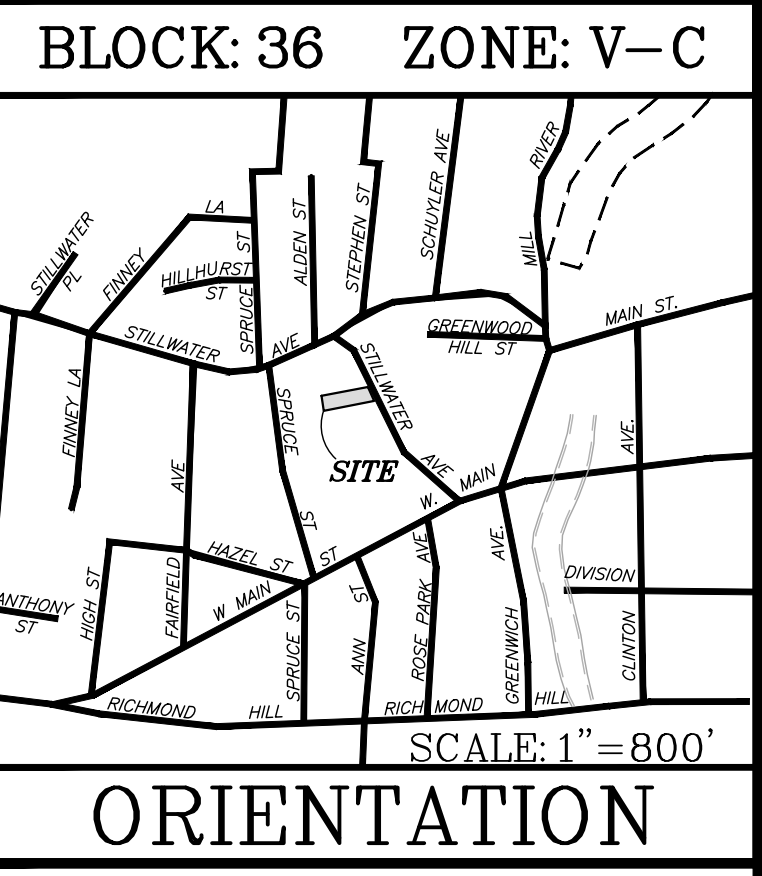 BLOCK: 36 ZONE: V-C
RIVER
MILL
SCHUYLER AVE
STEPHEN ST
ALDEN ST
LA
FINNEY
STILLWATER
PL
HILLHURST
ST
SPRUCE ST
STILLWATER AVE
MAIN ST.
GREENWOOD
HILL ST
STILLWATER AVE
FINNEY LA
SPRUCE ST
SITE
AVE.
W. MAIN
AVE
HAZEL ST
ST
AVE
AVE.
DIVISION
ANTHONY
ST
HIGH ST
FAIRFIELD
W MAIN
SPRUCE ST
ST
ANN
ROSE PARK
GREENWICH
CLINTON
RICHMOND HILL
RICH MOND HILL
SCALE: 1"=800'
ORIENTATION